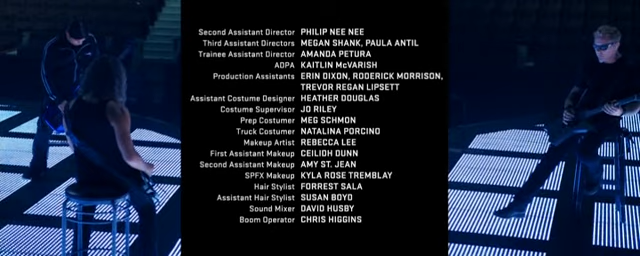 Second Assistant Director PHILIP NEE NEE
Third Assistant Directors MEGAN SHANK, PAULA ANTIL
Trainee Assistant Director AMANDA PETURA
ADPA KAITLIN McVARISH
Production Assistants ERIN DIXON, RODERICK MORRISON,
TREVOR REGAN LIPSETT
Assistant Costume Designer HEATHER DOUGLAS
Costume Supervisor JD RILEY
Prep Costumer MEG SCHMON
Truck Costumer NATALINA PORCINO
Makeup Artist REBECCA LEE
First Assistant Makeup CEILIDH DUNN
Second Assistant Makeup AMY ST. JEAN
SPFX Makeup KYLA ROSE TREMBLAY
Hair Stylist FORREST SALA
Assistant Hair Stylist SUSAN BOYD
Sound Mixer DAVID HUSBY
Boom Operator CHRIS HIGGINS